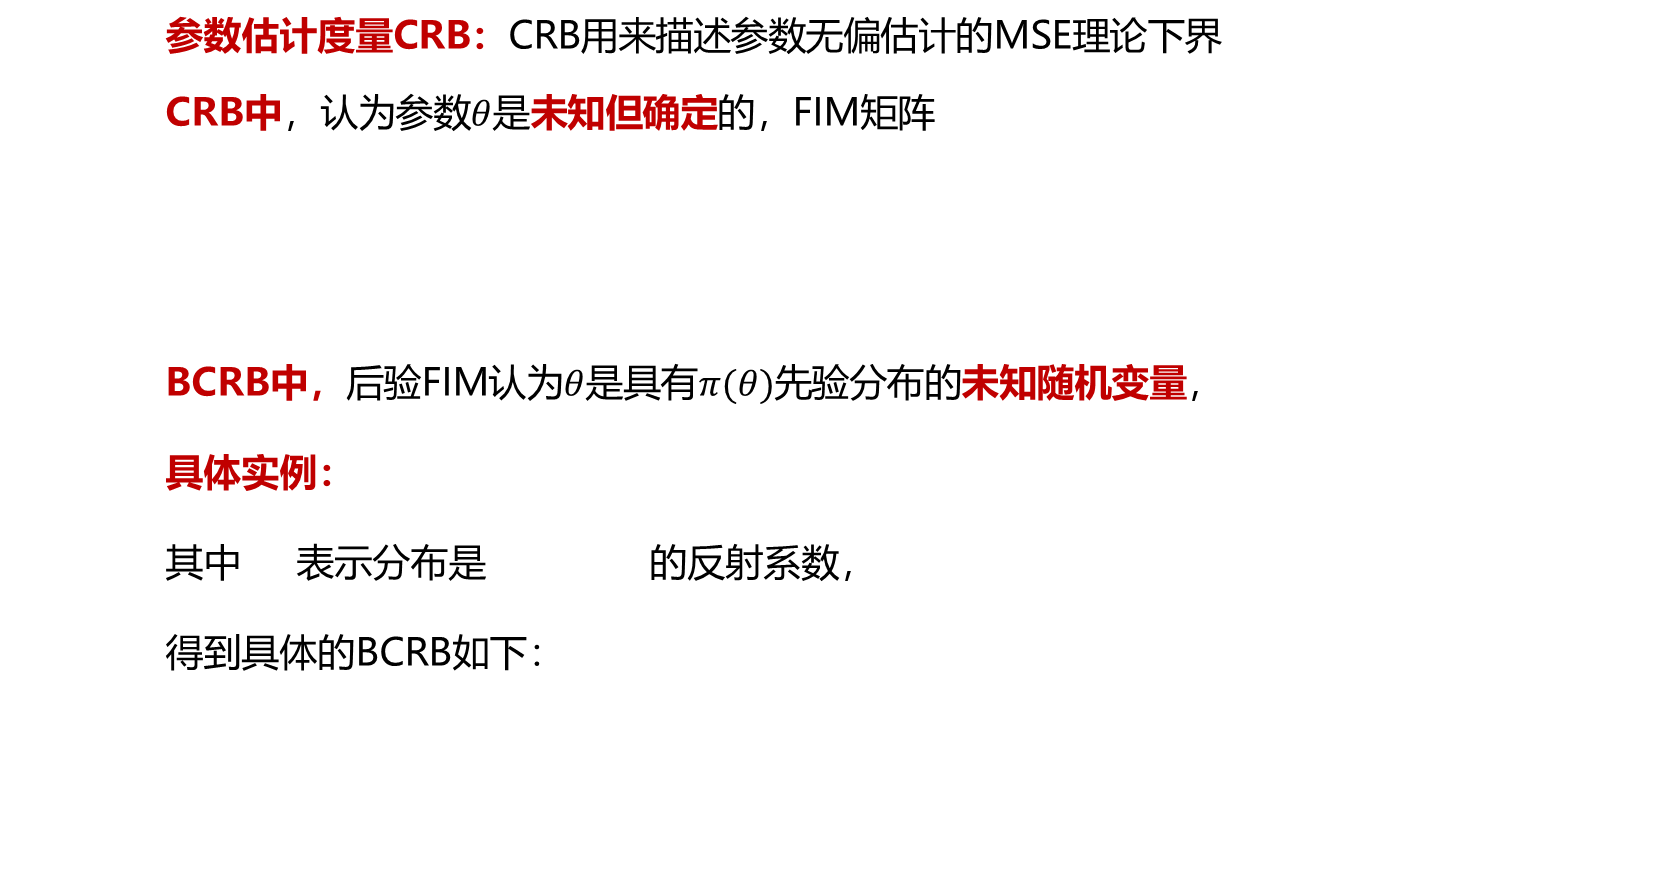 参数估计度量CRB：CRB用来描述参数无偏估计的MSE理论下界
CRB中，认为参数θ是未知但确定的，FIM矩阵
BCRB中，后验FIM认为θ是具有π(θ)先验分布的未知随机变量，
具体实例：
其中 表示分布是 的反射系数，
得到具体的BCRB如下：